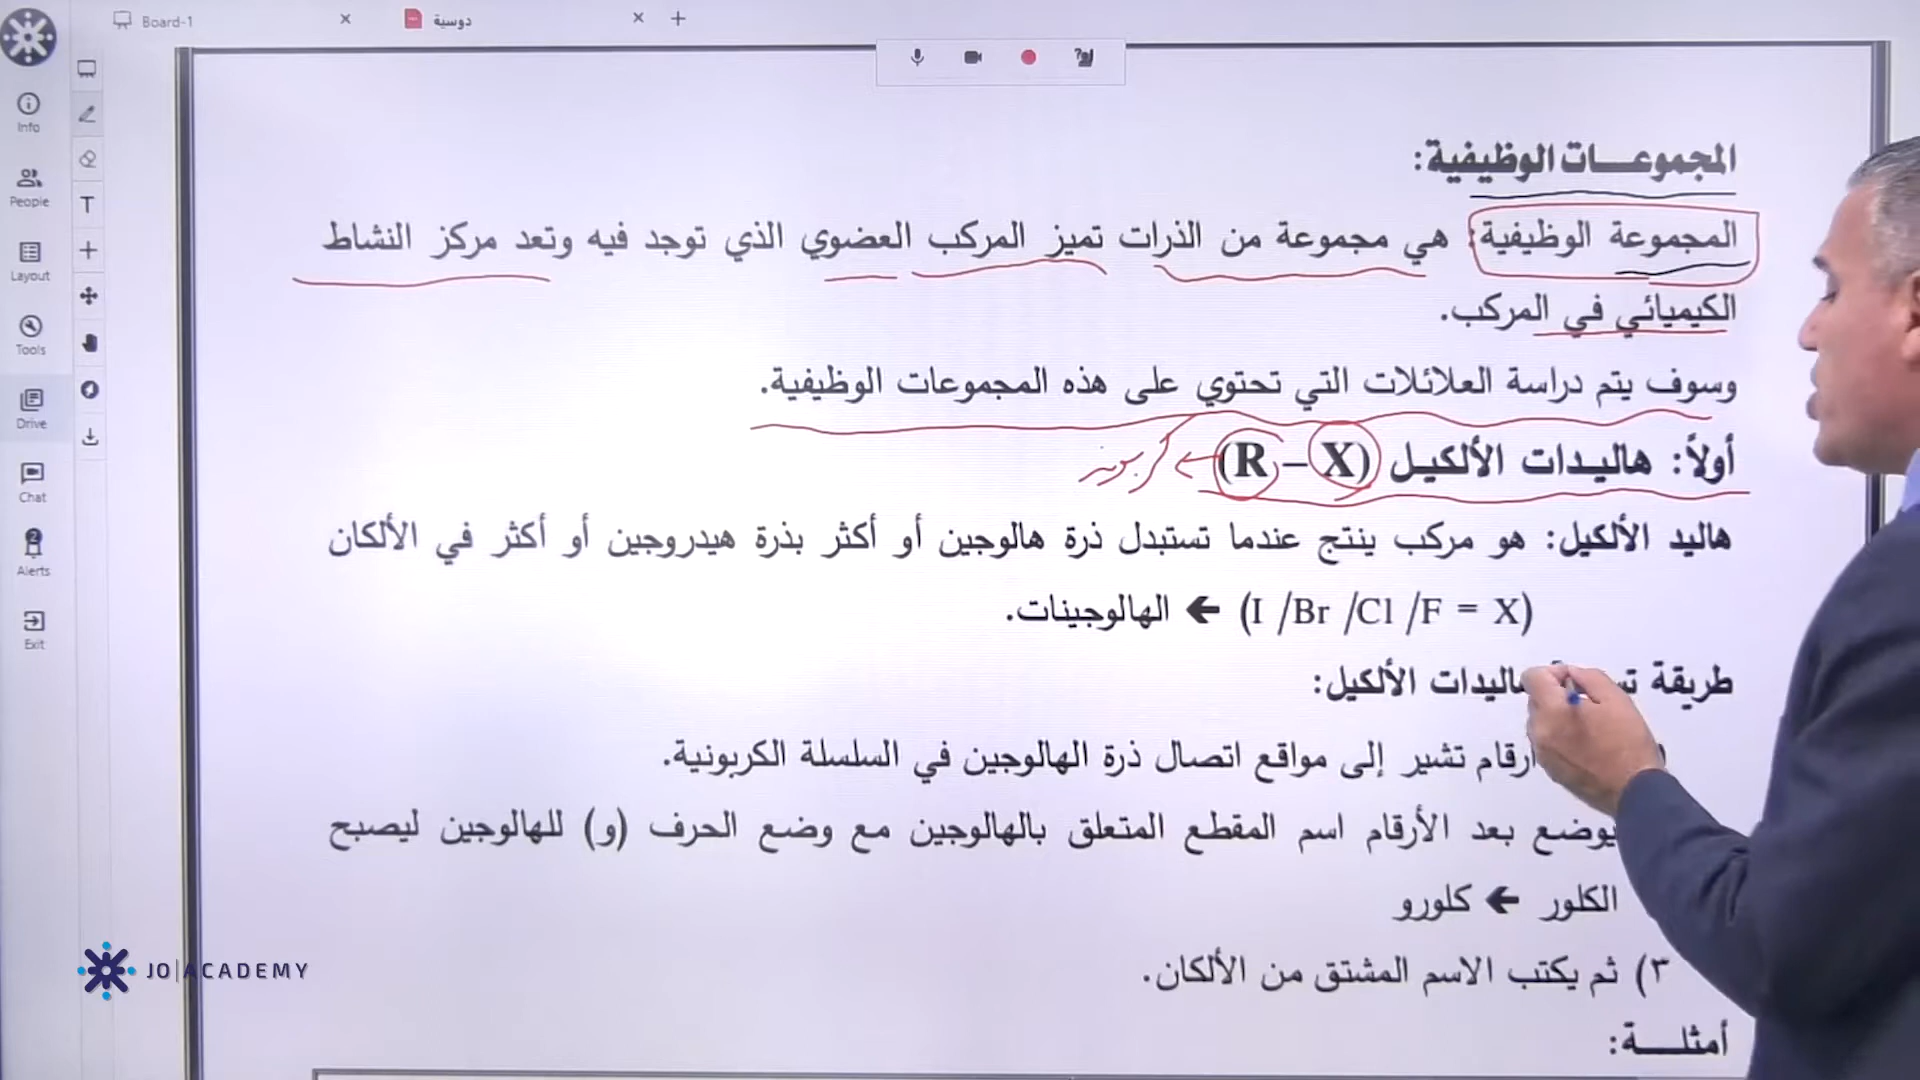 Board-1
دوسية
Info
People
Layout
Tools
Drive
Chat
2
Alerts
Exit
T
المجموعـــات الوظيفية:
المجموعة الوظيفية: هي مجموعة من الذرات تميز المركب العضوي الذي توجد فيه وتعد مركز النشاط
الكيميائي في المركب.
وسوف يتم دراسة العلائلات التي تحتوي على هذه المجموعات الوظيفية.
أولاً: هاليـدات الألكيـل (R – X) ← كربون
هاليد الألكيل: هو مركب ينتج عندما تستبدل ذرة هالوجين أو أكثر بذرة هيدروجين أو أكثر في الألكان
(I /Br /Cl /F = X) ← الهالوجينات.
طريقة الألكيل:
أرقام تشير إلى مواقع اتصال ذرة الهالوجين في السلسلة الكربونية.
يوضع بعد الأرقام اسم المقطع المتعلق بالهالوجين مع وضع الحرف (و) للهالوجين ليصبح
الكلور ← كلورو
٣) ثم يكتب الاسم المشتق من الألكان.
أمثلـــة:
JO ACADEMY